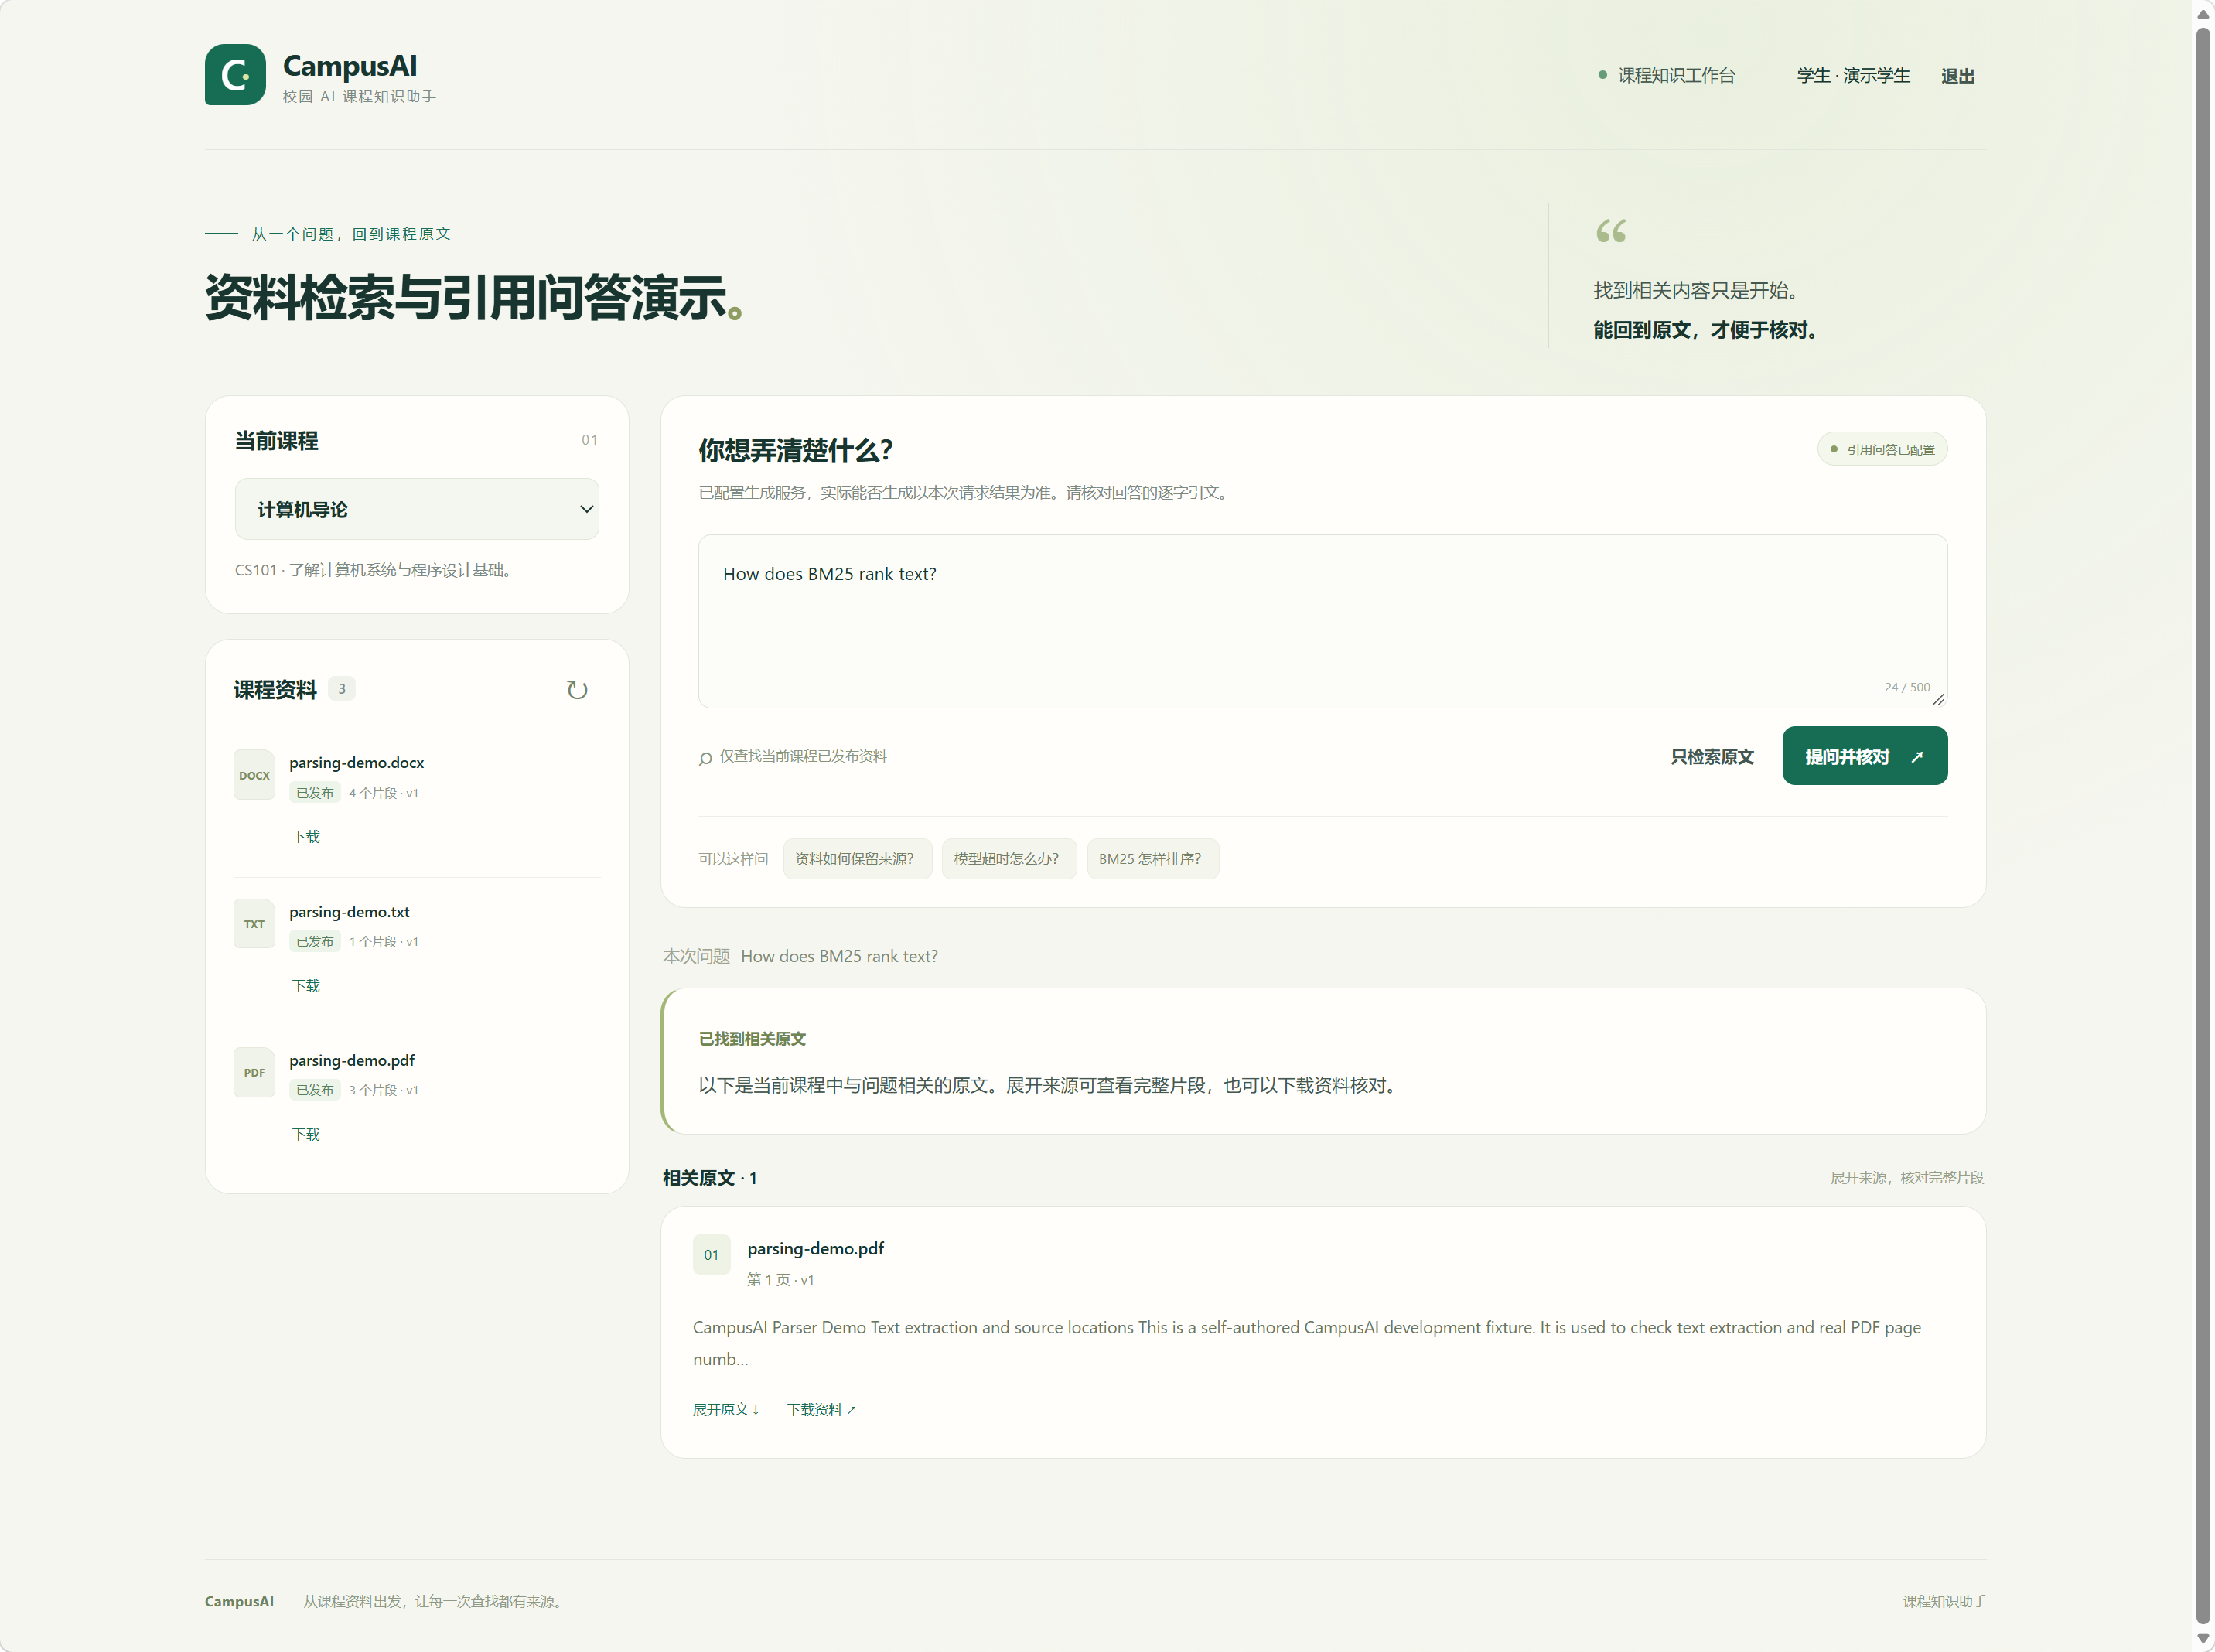 C
CampusAI
校园 AI 课程知识助手
课程知识工作台
学生 · 演示学生
退出
从一个问题，回到课程原文
资料检索与引用问答演示。
“
找到相关内容只是开始。
能回到原文，才便于核对。
当前课程
01
计算机导论
CS101 · 了解计算机系统与程序设计基础。
课程资料 3
DOCX
parsing-demo.docx
已发布 4 个片段 · v1
下载
TXT
parsing-demo.txt
已发布 1 个片段 · v1
下载
PDF
parsing-demo.pdf
已发布 3 个片段 · v1
下载
你想弄清楚什么？
引用问答已配置
已配置生成服务，实际能否生成以本次请求结果为准。请核对回答的逐字引文。
How does BM25 rank text?
24 / 500
仅查找当前课程已发布资料
只检索原文
提问并核对 ↗
可以这样问 资料如何保留来源？ 模型超时怎么办？ BM25 怎样排序？
本次问题 How does BM25 rank text?
已找到相关原文
以下是当前课程中与问题相关的原文。展开来源可查看完整片段，也可以下载资料核对。
相关原文 · 1
展开来源，核对完整片段
01
parsing-demo.pdf
第 1 页 · v1
CampusAI Parser Demo Text extraction and source locations This is a self-authored CampusAI development fixture. It is used to check text extraction and real PDF page
numb...
展开原文 ↓ 下载资料 ↗
CampusAI 从课程资料出发，让每一次查找都有来源。
课程知识助手